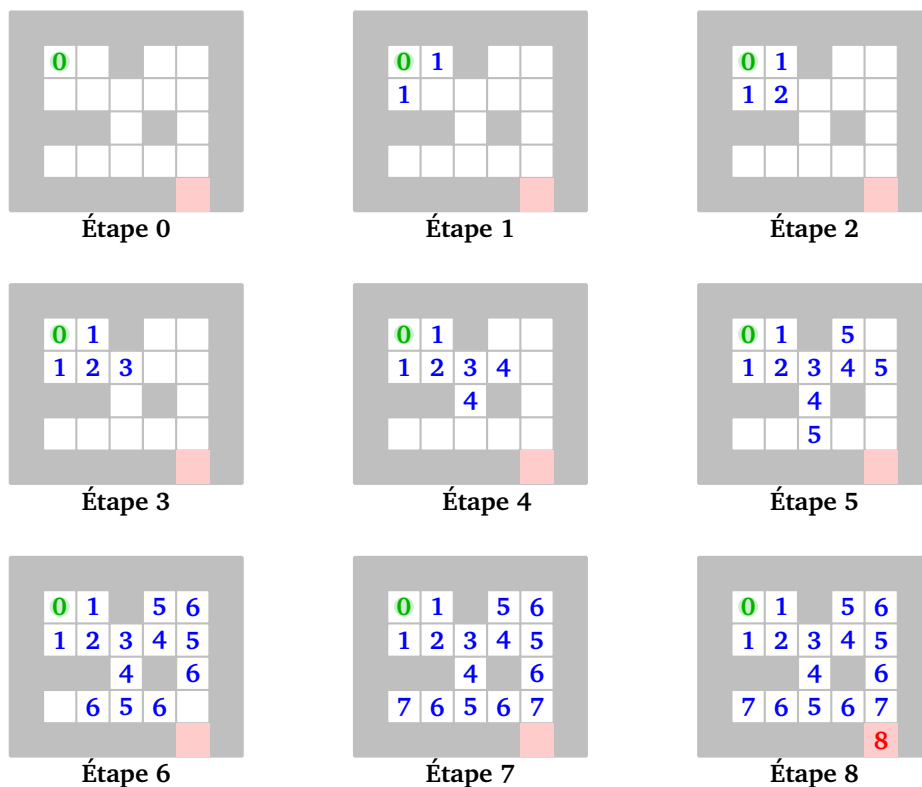 0
Étape 0
0 1
1
Étape 1
0 1
1 2
Étape 2
0 1
1 2 3
Étape 3
0 1
1 2 3 4
4
Étape 4
0 1 5
1 2 3 4 5
4
5
Étape 5
0 1 5 6
1 2 3 4 5
4 6
6 5 6
Étape 6
0 1 5 6
1 2 3 4 5
4 6
7 6 5 6 7
Étape 7
0 1 5 6
1 2 3 4 5
4 6
7 6 5 6 7
8
Étape 8